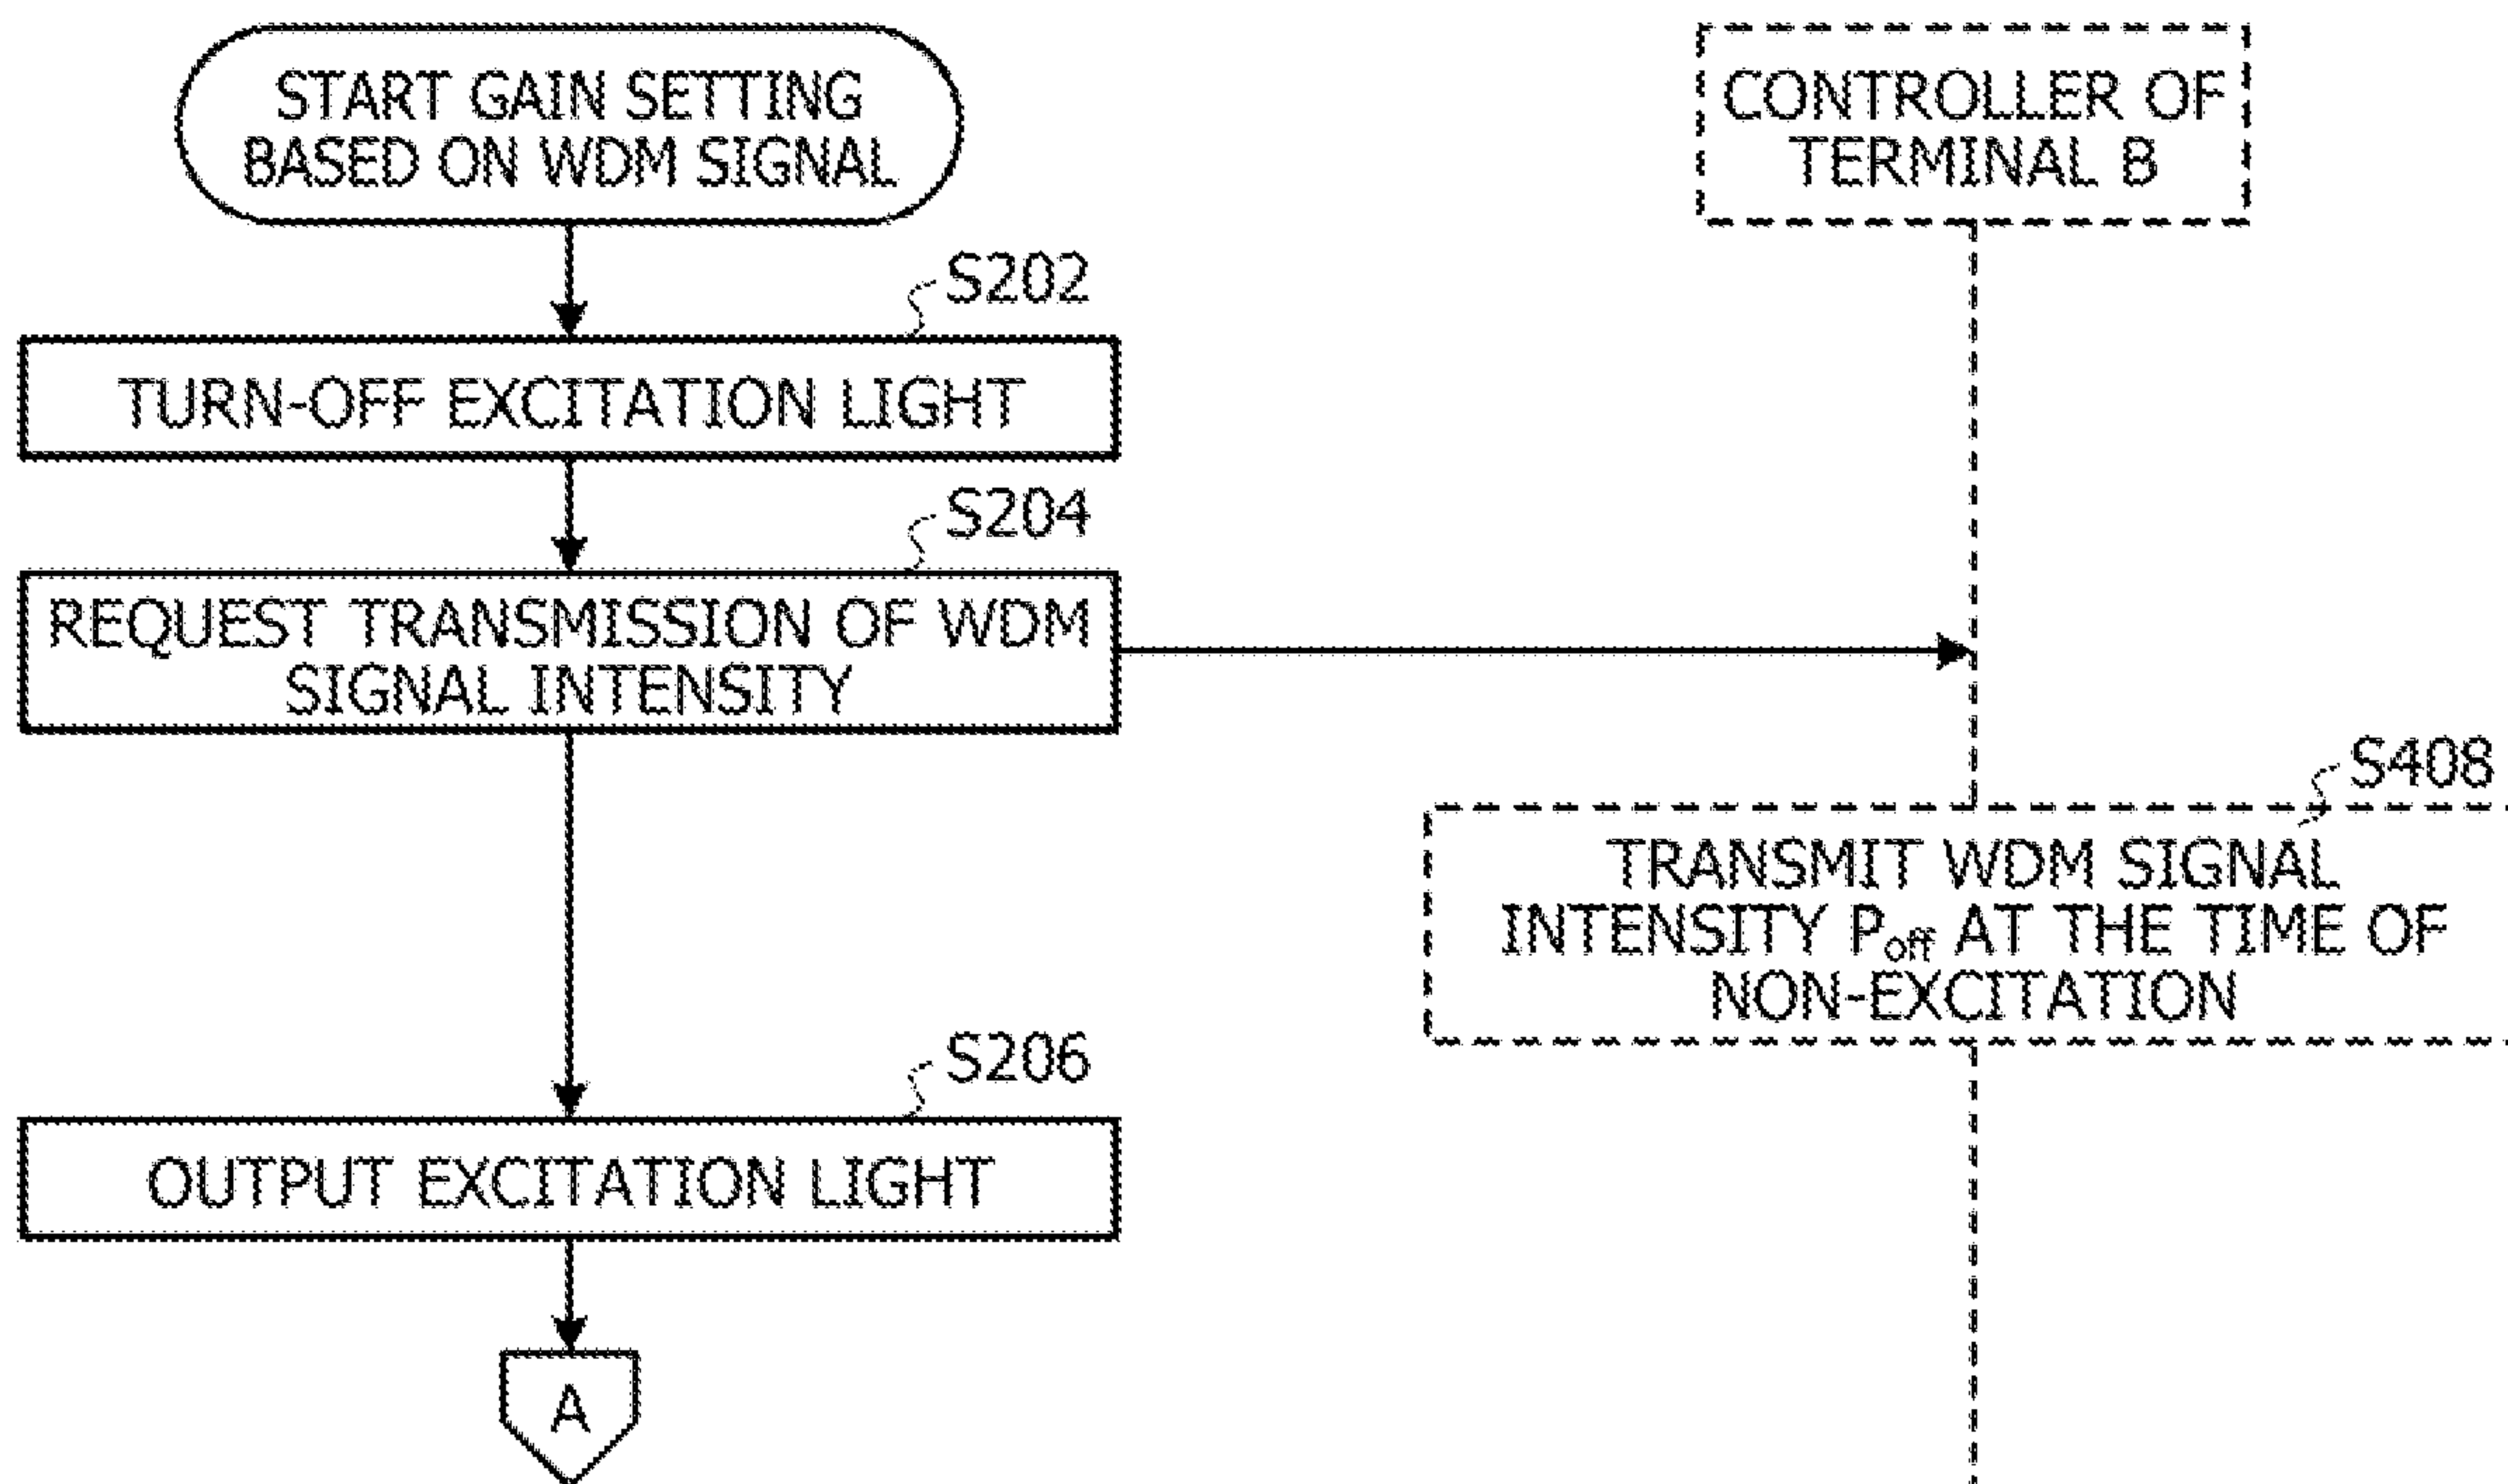 START GAIN SETTING
BASED ON WDM SIGNAL
CONTROLLER OF
TERMINAL B
S202
TURN-OFF EXCITATION LIGHT
S204
REQUEST TRANSMISSION OF WDM
SIGNAL INTENSITY
S408
TRANSMIT WDM SIGNAL
INTENSITY Poff AT THE TIME OF
NON-EXCITATION
S206
OUTPUT EXCITATION LIGHT
A